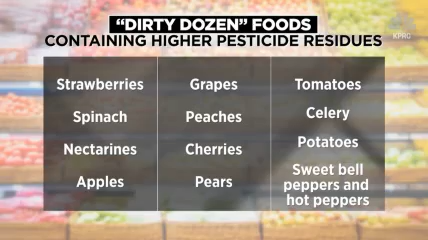 "DIRTY DOZEN" FOODS
CONTAINING HIGHER PESTICIDE RESIDUES
KPRC
Strawberries
Spinach
Nectarines
Apples
Grapes
Peaches
Cherries
Pears
Tomatoes
Celery
Potatoes
Sweet bell
peppers and
hot peppers